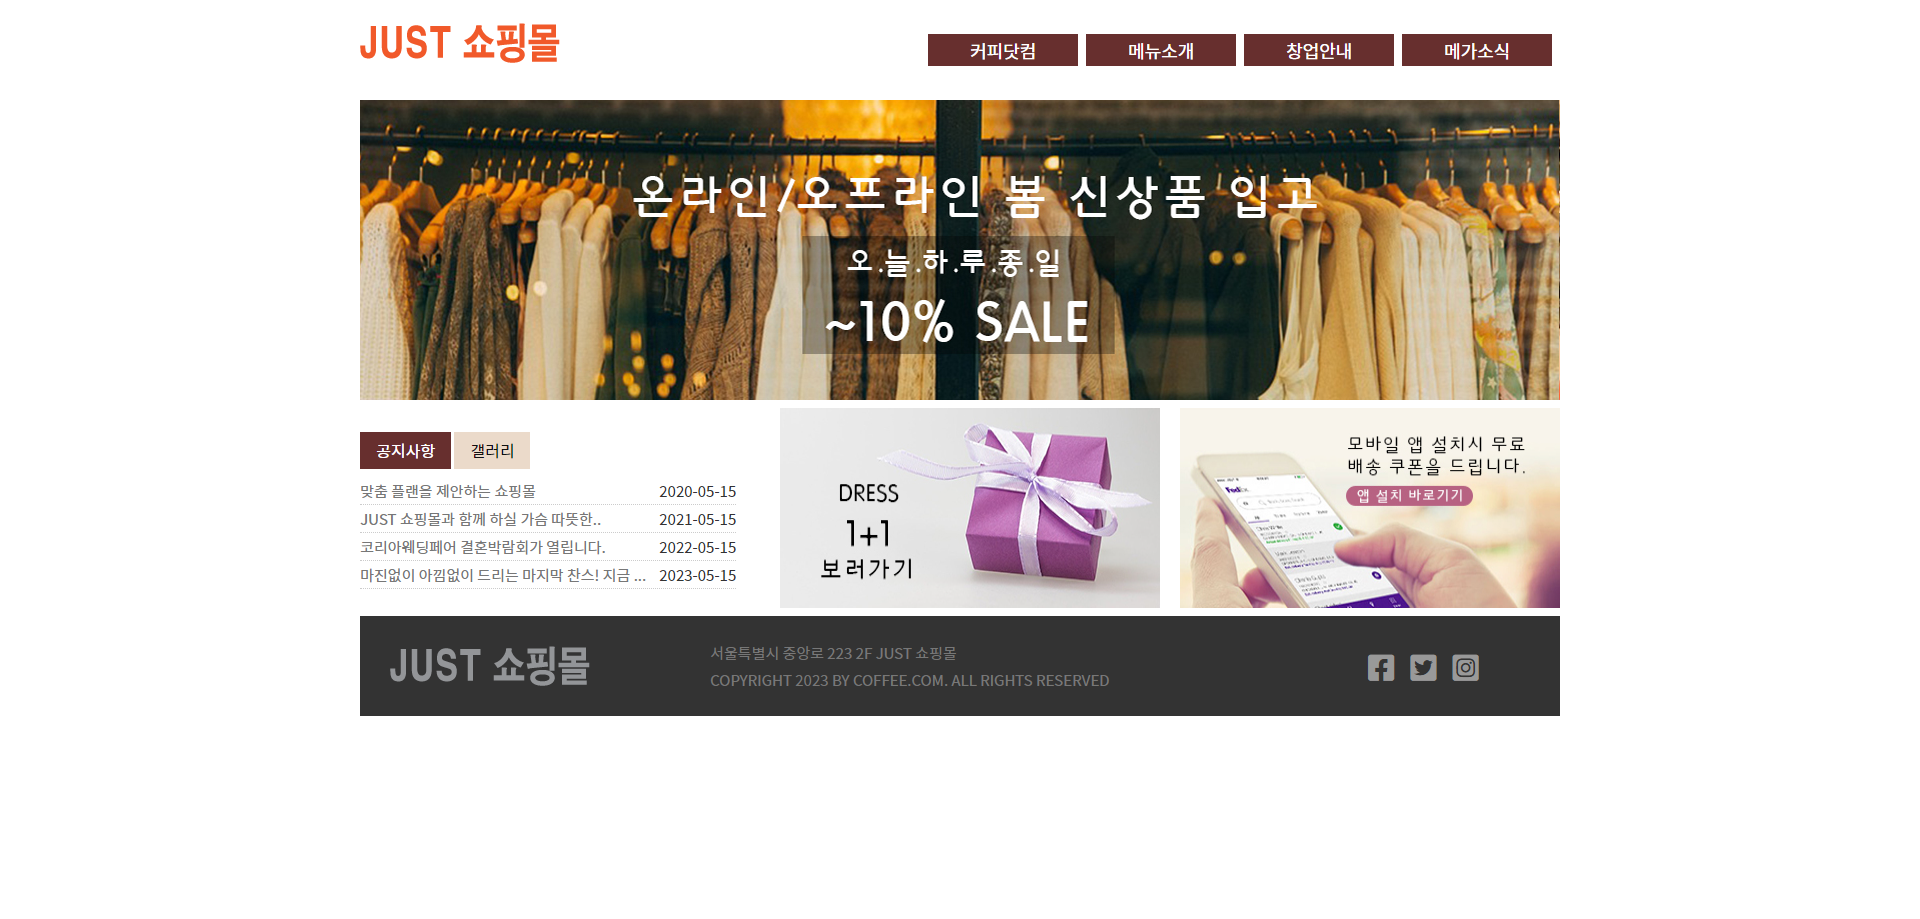 JUST 쇼핑몰
커피닷컴 메뉴소개 창업안내 메가소식
온라인/오프라인 봄 신상품 입고
오.늘.하.루.종.일
~10% SALE
공지사항 갤러리
맞춤 플랜을 제안하는 쇼핑몰 2020-05-15
JUST 쇼핑몰과 함께 하실 가슴 따뜻한.. 2021-05-15
코리아웨딩페어 결혼박람회가 열립니다. 2022-05-15
마진없이 아낌없이 드리는 마지막 찬스! 지금 ... 2023-05-15
DRESS
1+1
보러가기
모바일 앱 설치시 무료
배송 쿠폰을 드립니다.
앱 설치 바로기기
FedEx
JUST 쇼핑몰
서울특별시 중앙로 223 2F JUST 쇼핑몰
COPYRIGHT 2023 BY COFFEE.COM. ALL RIGHTS RESERVED